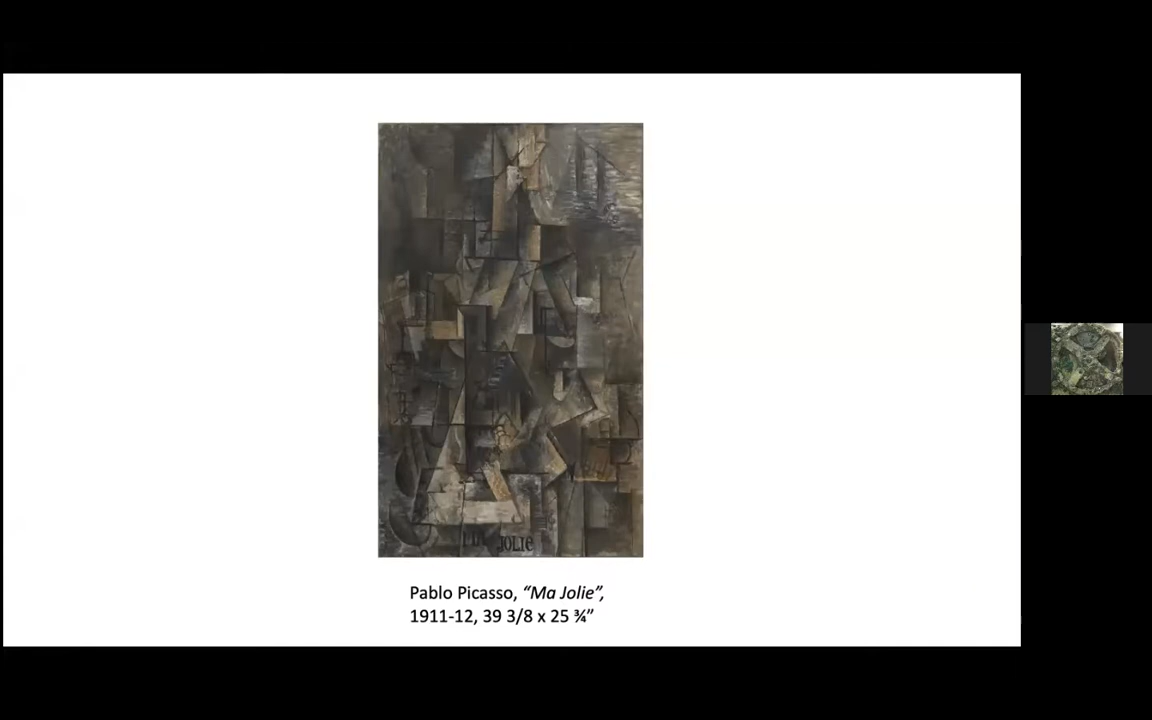 JOLIE
Pablo Picasso, “Ma Jolie”,
1911-12, 39 3/8 x 25 ¾”